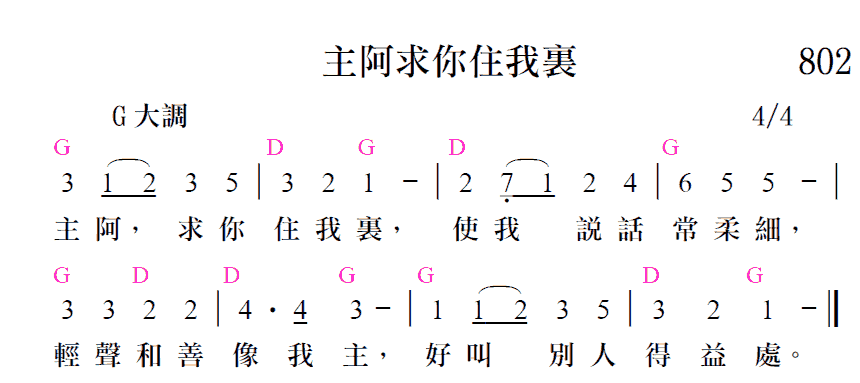 主阿求你住我裏 802
G 大調 4/4
G D G D G
3 1 2 3 5 | 3 2 1 - | 2 7 1 2 4 | 6 5 5 - |
主阿，求你住我裏，使我說話常柔細，
G D D G G D G
3 3 2 2 | 4 · 4 3 - | 1 1 2 3 5 | 3 2 1 - ||
輕聲和善像我主，好叫別人得益處。